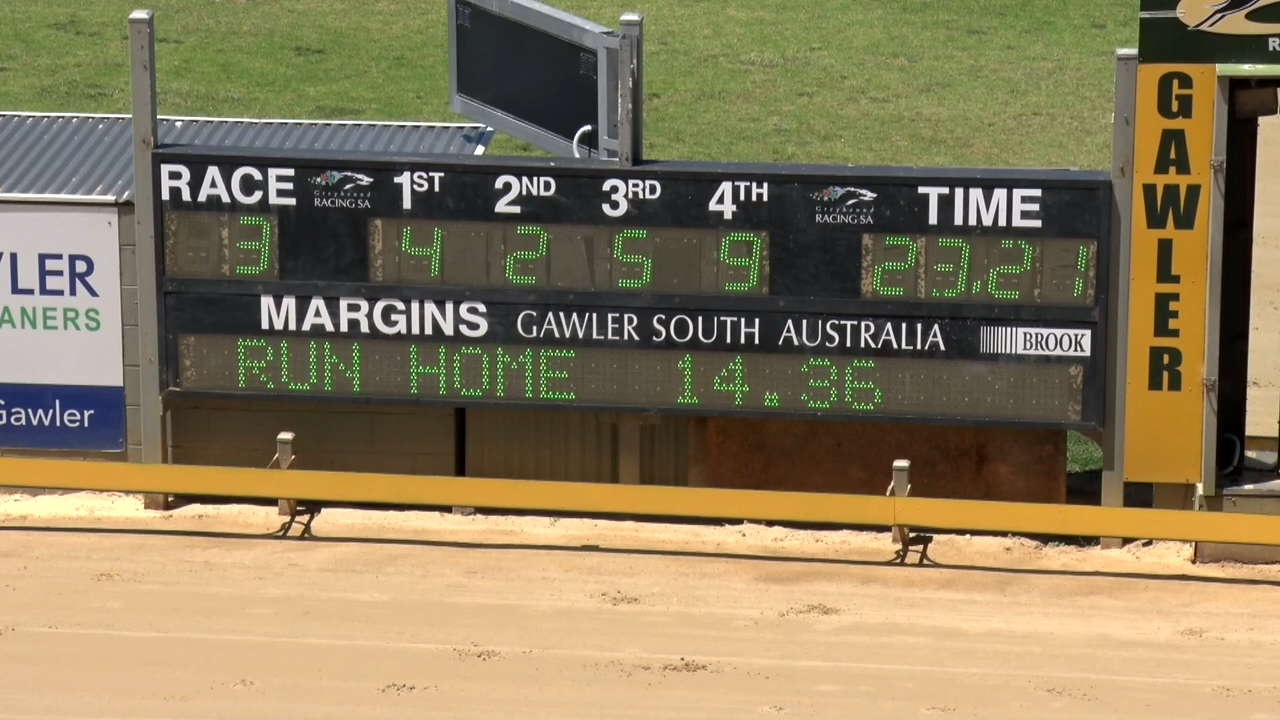 RACE Greyhound RACING SA 1ST 2ND 3RD 4TH Greyhound RACING SA TIME
3 4 2 5 9 23.21
MARGINS GAWLER SOUTH AUSTRALIA BROOK
RUN HOME 14.36
GAWLER
LER
ANERS
Gawler
R